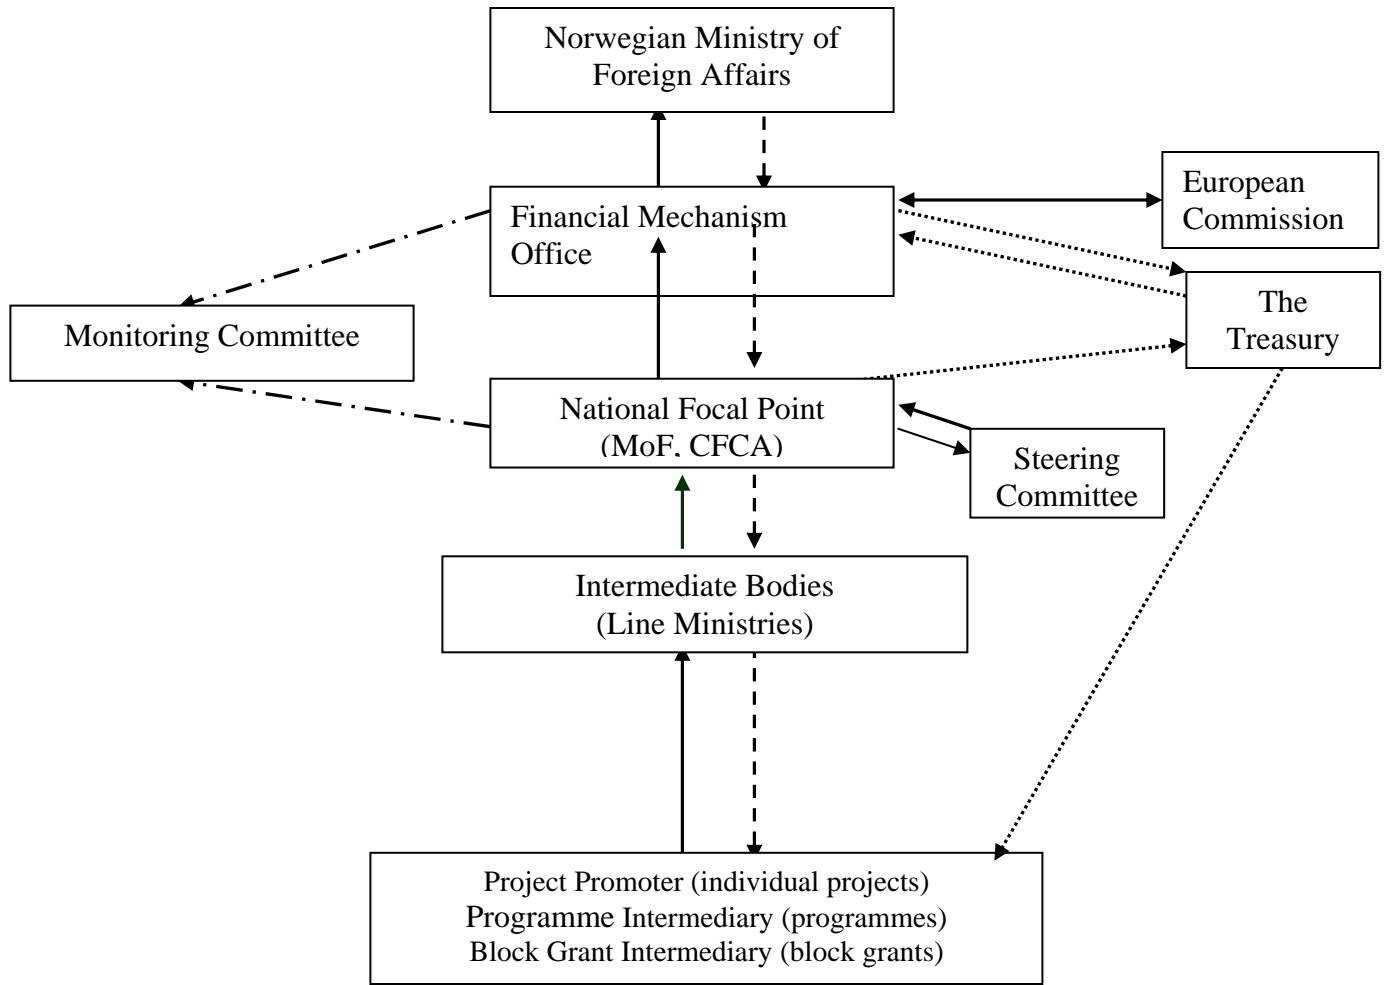 Norwegian Ministry of
Foreign Affairs
European
Commission
Financial Mechanism
Office
The
Treasury
Monitoring Committee
National Focal Point
(MoF, CFCA)
Steering
Committee
Intermediate Bodies
(Line Ministries)
Project Promoter (individual projects)
Programme Intermediary (programmes)
Block Grant Intermediary (block grants)